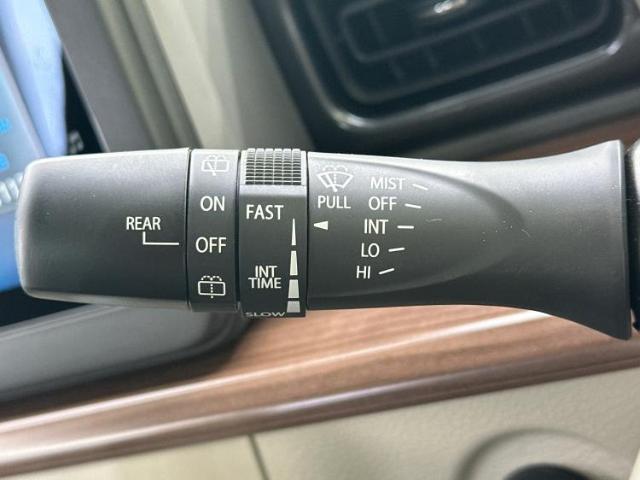 REAR
ON
OFF
FAST
INT
TIME
SLOW
PULL
MIST
OFF
INT
LO
HI